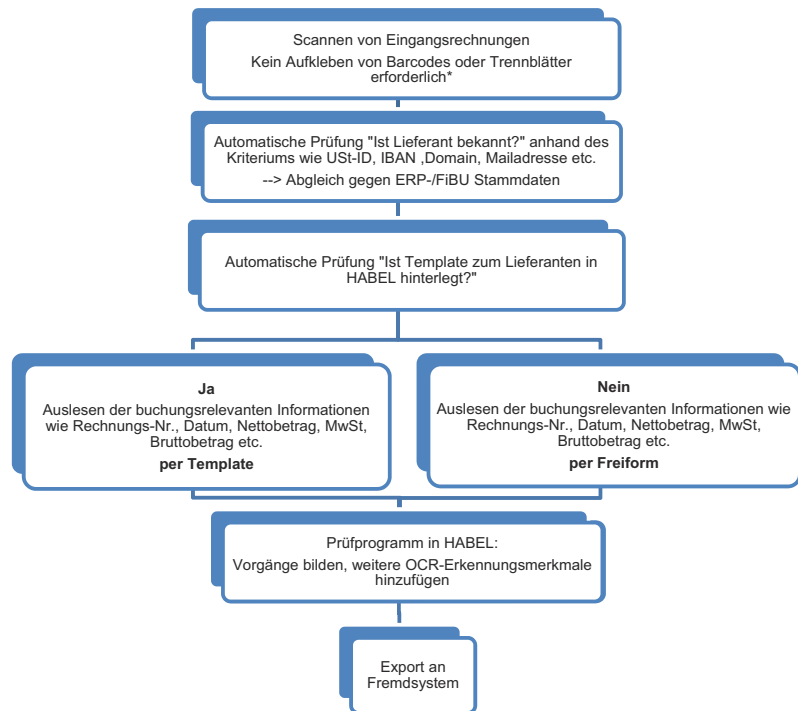 Scannen von Eingangsrechnungen
Kein Aufkleben von Barcodes oder Trennblätter
erforderlich*
Automatische Prüfung "Ist Lieferant bekannt?" anhand des
Kriteriums wie USt-ID, IBAN ,Domain, Mailadresse etc.
--> Abgleich gegen ERP-/FiBU Stammdaten
Automatische Prüfung "Ist Template zum Lieferanten in
HABEL hinterlegt?"
Ja
Auslesen der buchungsrelevanten Informationen
wie Rechnungs-Nr., Datum, Nettobetrag, MwSt,
Bruttobetrag etc.
per Template
Nein
Auslesen der buchungsrelevanten Informationen wie
Rechnungs-Nr., Datum, Nettobetrag, MwSt,
Bruttobetrag etc.
per Freiform
Prüfprogramm in HABEL:
Vorgänge bilden, weitere OCR-Erkennungsmerkmale
hinzufügen
Export an
Fremdsystem